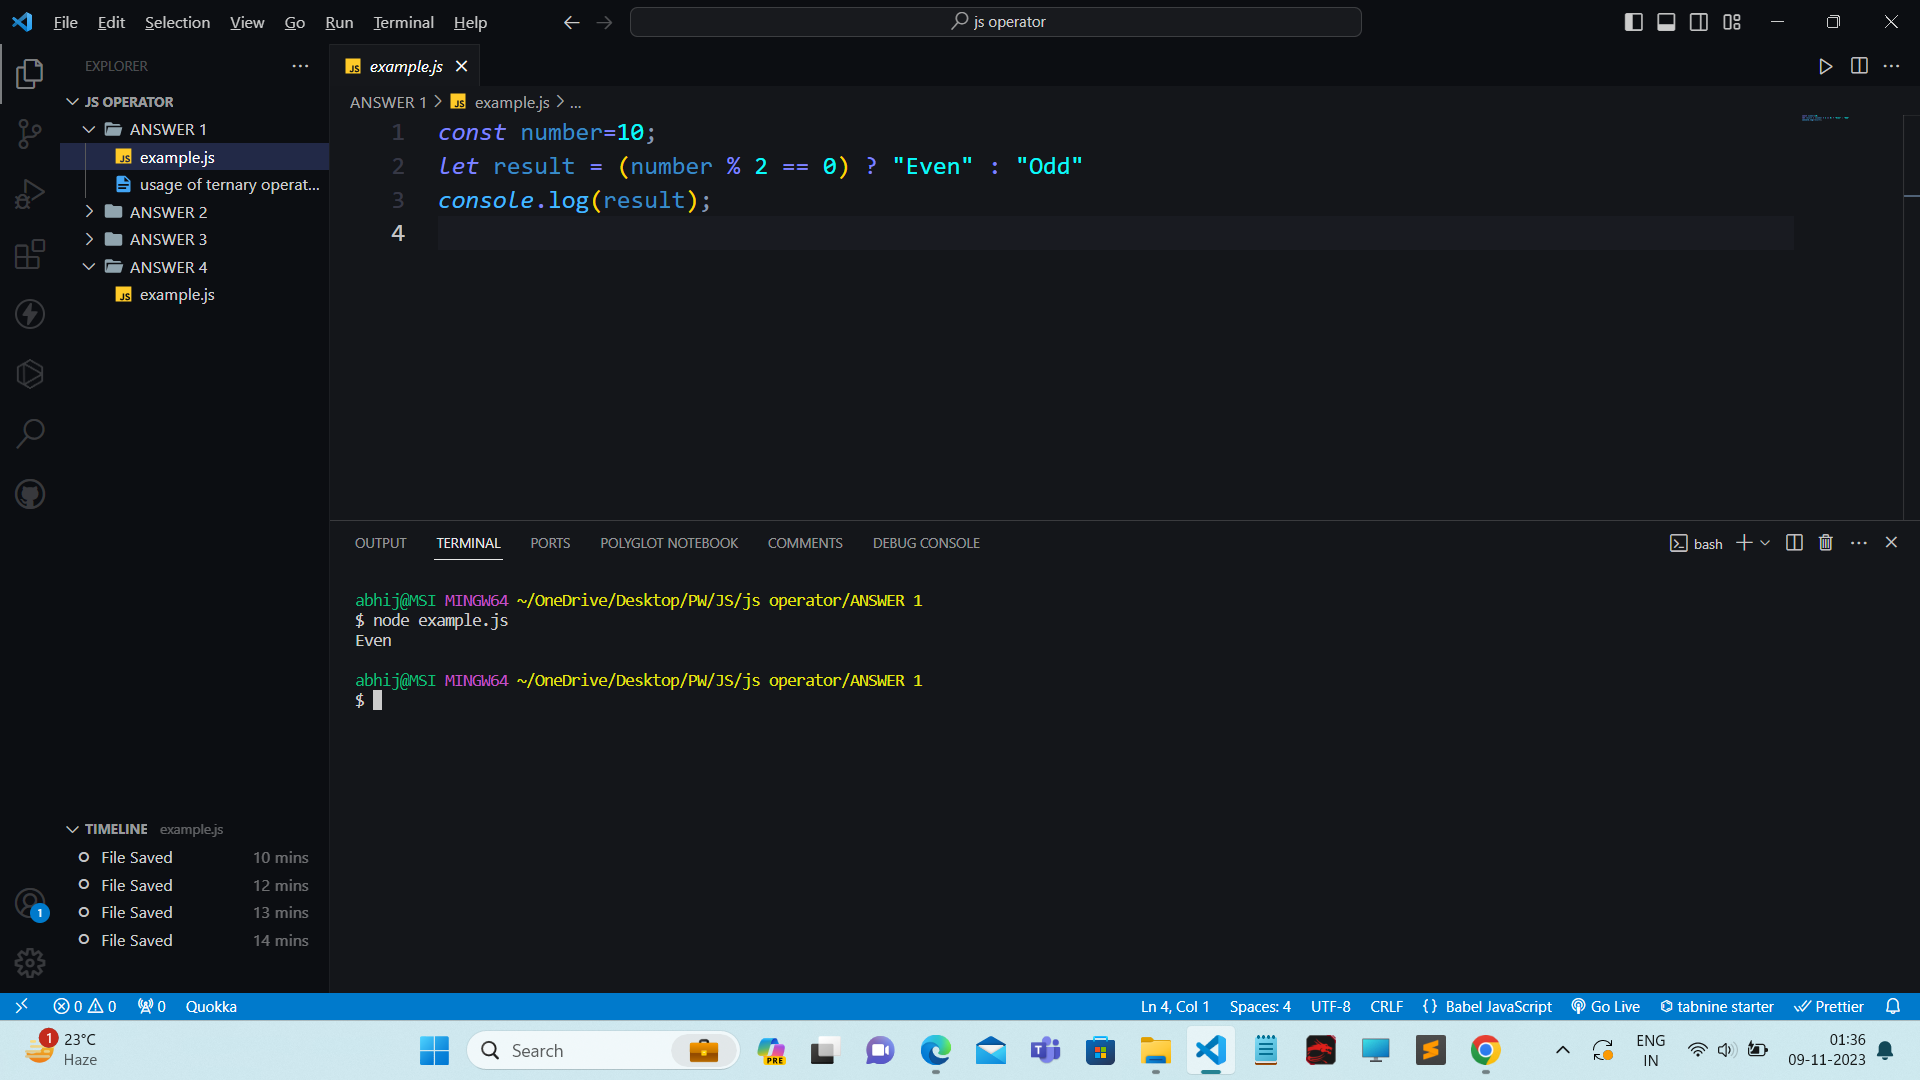 File Edit Selection View Go Run Terminal Help
js operator
EXPLORER
JS OPERATOR
ANSWER 1
example.js
usage of ternary operat...
ANSWER 2
ANSWER 3
ANSWER 4
example.js
TIMELINE example.js
File Saved 10 mins
File Saved 12 mins
File Saved 13 mins
File Saved 14 mins
example.js
ANSWER 1 > example.js > ...
1 const number=10;
2 let result = (number % 2 == 0) ? "Even" : "Odd"
3 console.log(result);
4
OUTPUT TERMINAL PORTS POLYGLOT NOTEBOOK COMMENTS DEBUG CONSOLE
bash
abhij@MSI MINGW64 ~/OneDrive/Desktop/PW/JS/js operator/ANSWER 1
$ node example.js
Even
abhij@MSI MINGW64 ~/OneDrive/Desktop/PW/JS/js operator/ANSWER 1
$
1
0 0 0 Quokka
Ln 4, Col 1 Spaces: 4 UTF-8 CRLF {} Babel JavaScript Go Live tabnine starter Prettier
1
23°C
Haze
Search
PRE
ENG
IN
01:36
09-11-2023